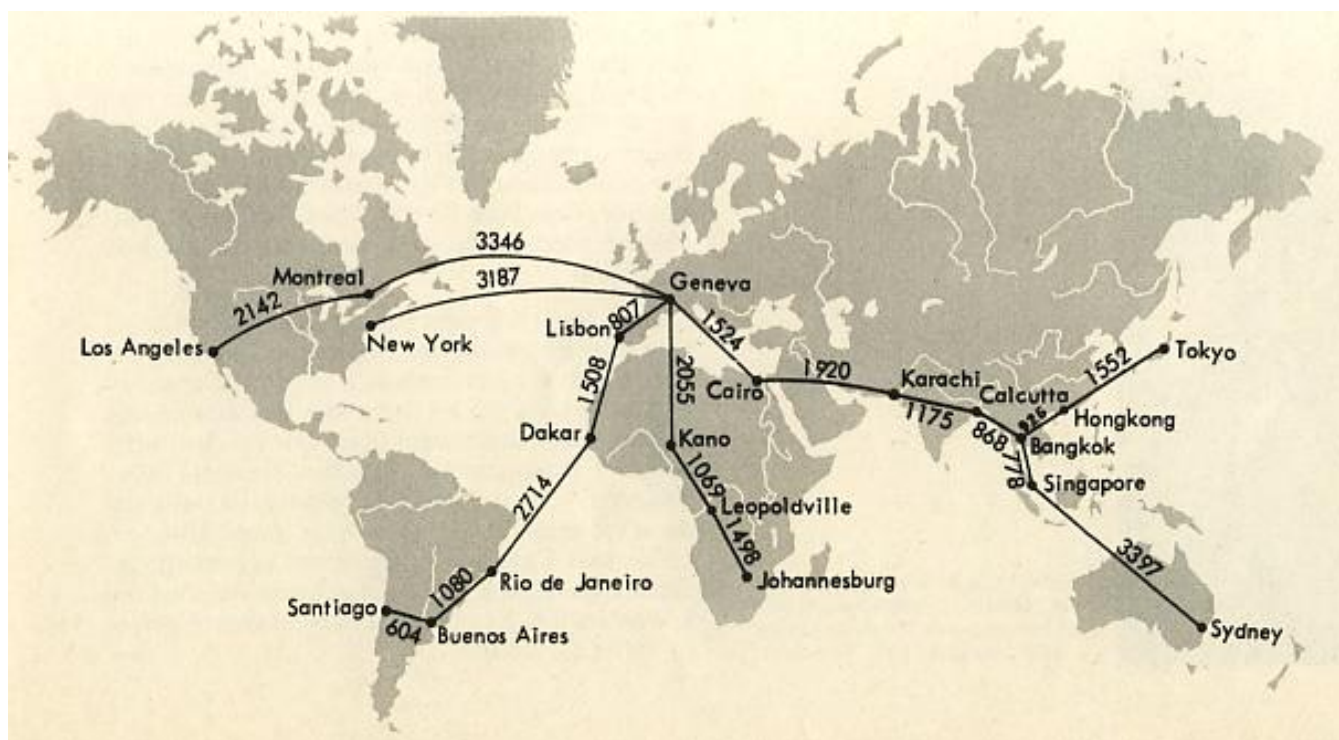 3346
Montreal
Geneva
3187
2142
807
Lisbon
1524
New York
Los Angeles
Tokyo
1552
1920
2055
Cairo
Karachi
Calcutta
1508
926
Hongkong
1175
Dakar
Kano
868
Bangkok
778
1069
Singapore
2714
Leopoldville
1498
3397
1080
Rio de Janeiro
Johannesburg
Santiago
604
Buenos Aires
Sydney